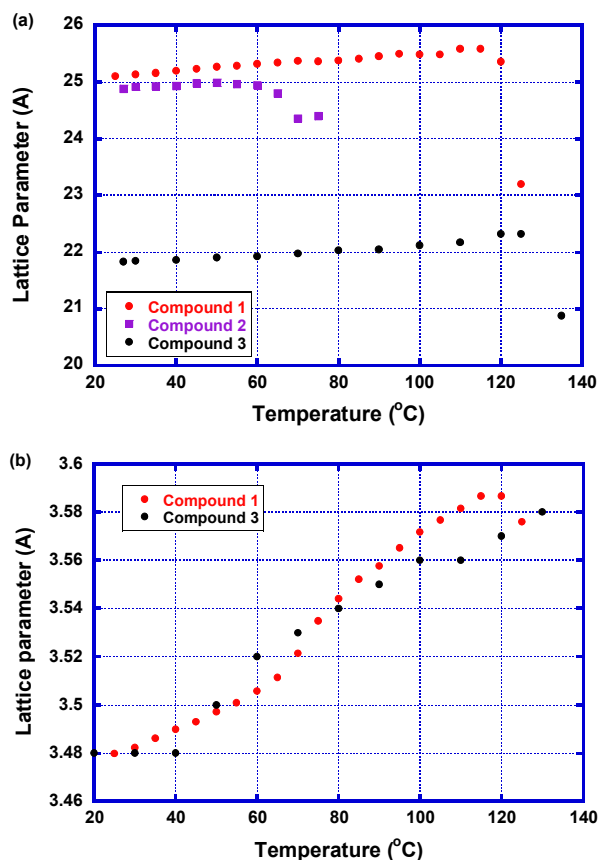 (a)
26
25
24
23
22
21
20
Lattice Parameter (A)
Compound 1
Compound 2
Compound 3
20 40 60 80 100 120 140
Temperature (°C)
(b)
3.6
3.58
3.56
3.54
3.52
3.5
3.48
3.46
Lattice parameter (A)
Compound 1
Compound 3
20 40 60 80 100 120 140
Temperature (°C)